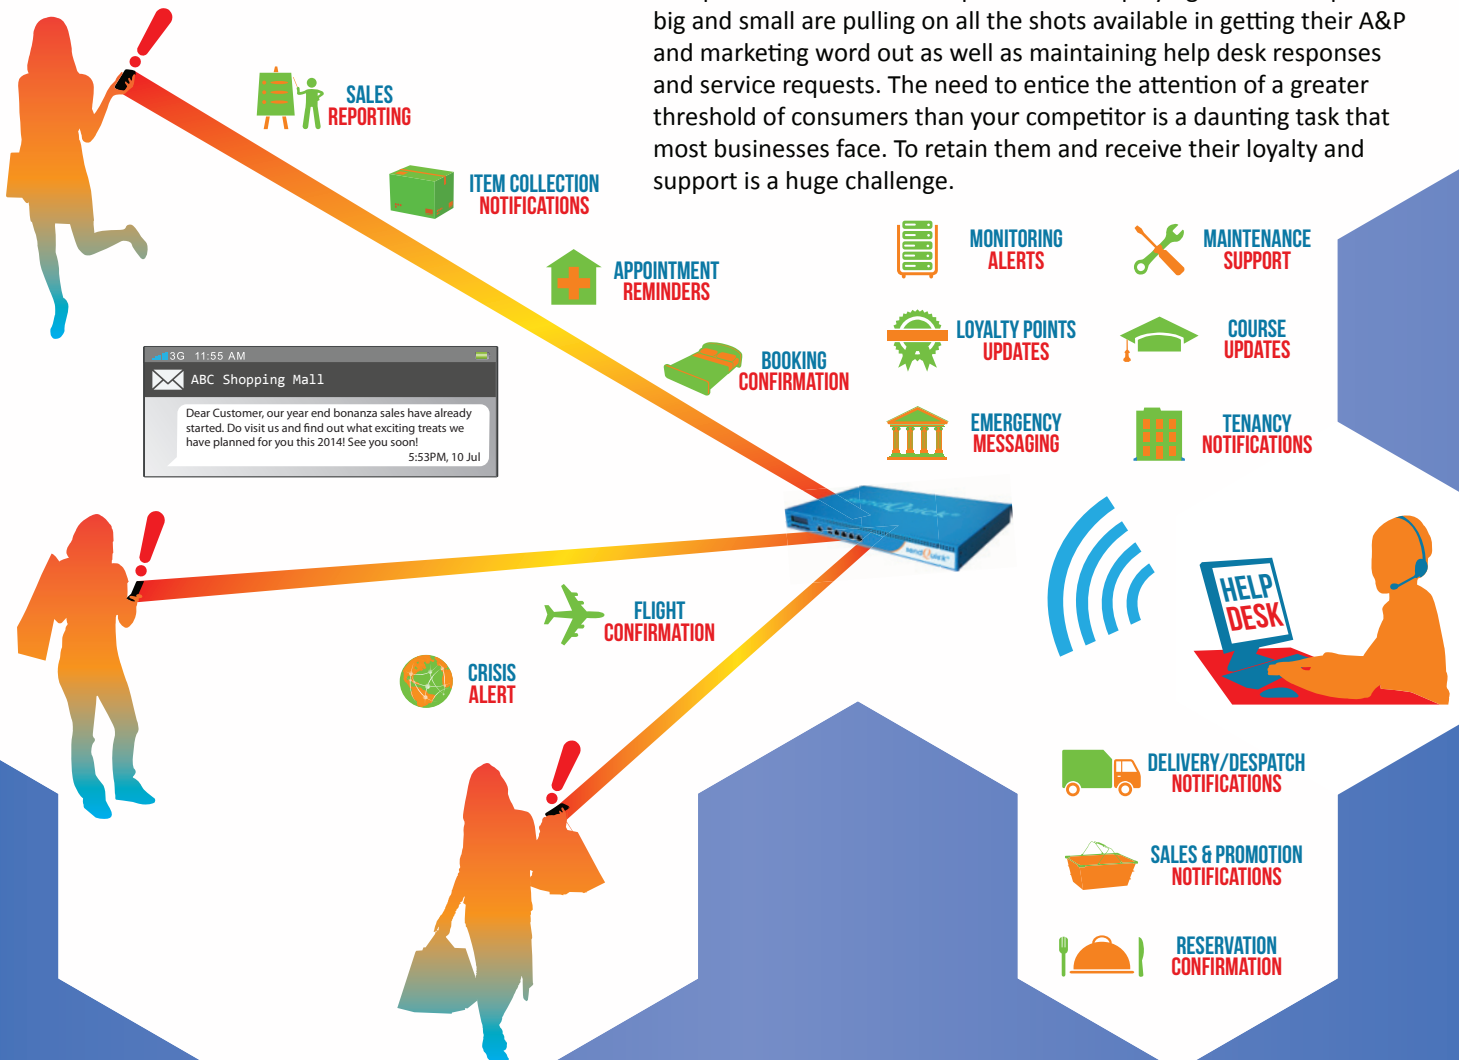 big and small are pulling on all the shots available in getting their A&P
and marketing word out as well as maintaining help desk responses
and service requests. The need to entice the attention of a greater
threshold of consumers than your competitor is a daunting task that
most businesses face. To retain them and receive their loyalty and
support is a huge challenge.
SALES
REPORTING
ITEM COLLECTION
NOTIFICATIONS
APPOINTMENT
REMINDERS
BOOKING
CONFIRMATION
MONITORING
ALERTS
MAINTENANCE
SUPPORT
LOYALTY POINTS
UPDATES
COURSE
UPDATES
EMERGENCY
MESSAGING
TENANCY
NOTIFICATIONS
3G 11:55 AM
ABC Shopping Mall
Dear Customer, our year end bonanza sales have already
started. Do visit us and find out what exciting treats we
have planned for you this 2014! See you soon!
5:53PM, 10 Jul
sendQuick
sendQuick
FLIGHT
CONFIRMATION
CRISIS
ALERT
HELP
DESK
DELIVERY/DESPATCH
NOTIFICATIONS
SALES & PROMOTION
NOTIFICATIONS
RESERVATION
CONFIRMATION